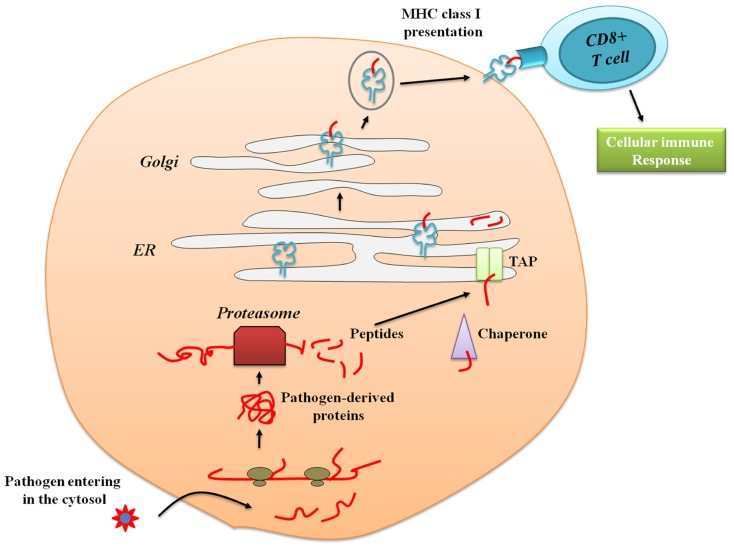 MHC class I
presentation
CD8+
T cell
Cellular immune
Response
Golgi
ER
TAP
Proteasome
Peptides
Chaperone
Pathogen-derived
proteins
Pathogen entering
in the cytosol